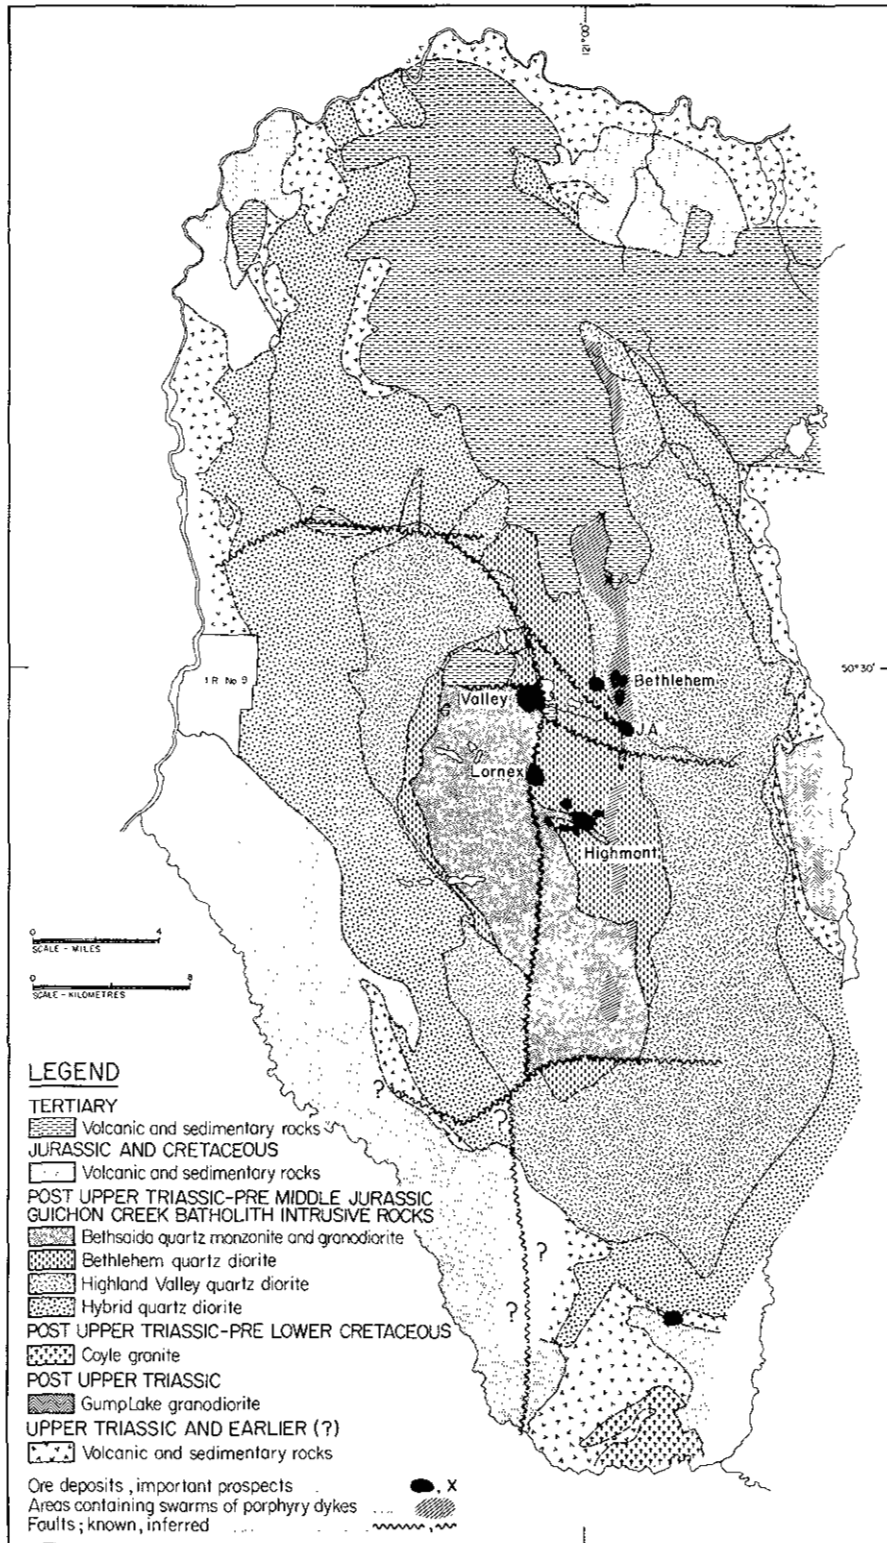 121°00'
I R No 9
50°30'
Bethlehem
Valley
J.A.
Lornex
Highmont
0 4
SCALE - MILES
0 8
SCALE - KILOMETRES
?
?
?
?
LEGEND
TERTIARY
Volcanic and sedimentary rocks
JURASSIC AND CRETACEOUS
Volcanic and sedimentary rocks
POST UPPER TRIASSIC-PRE MIDDLE JURASSIC
GUICHON CREEK BATHOLITH INTRUSIVE ROCKS
Bethsaida quartz monzonite and granodiorite
Bethlehem quartz diorite
Highland Valley quartz diorite
Hybrid quartz diorite
POST UPPER TRIASSIC-PRE LOWER CRETACEOUS
Coyle granite
POST UPPER TRIASSIC
Gump Lake granodiorite
UPPER TRIASSIC AND EARLIER (?)
Volcanic and sedimentary rocks
Ore deposits, important prospects . , X
Areas containing swarms of porphyry dykes ...
Faults; known, inferred ... ,